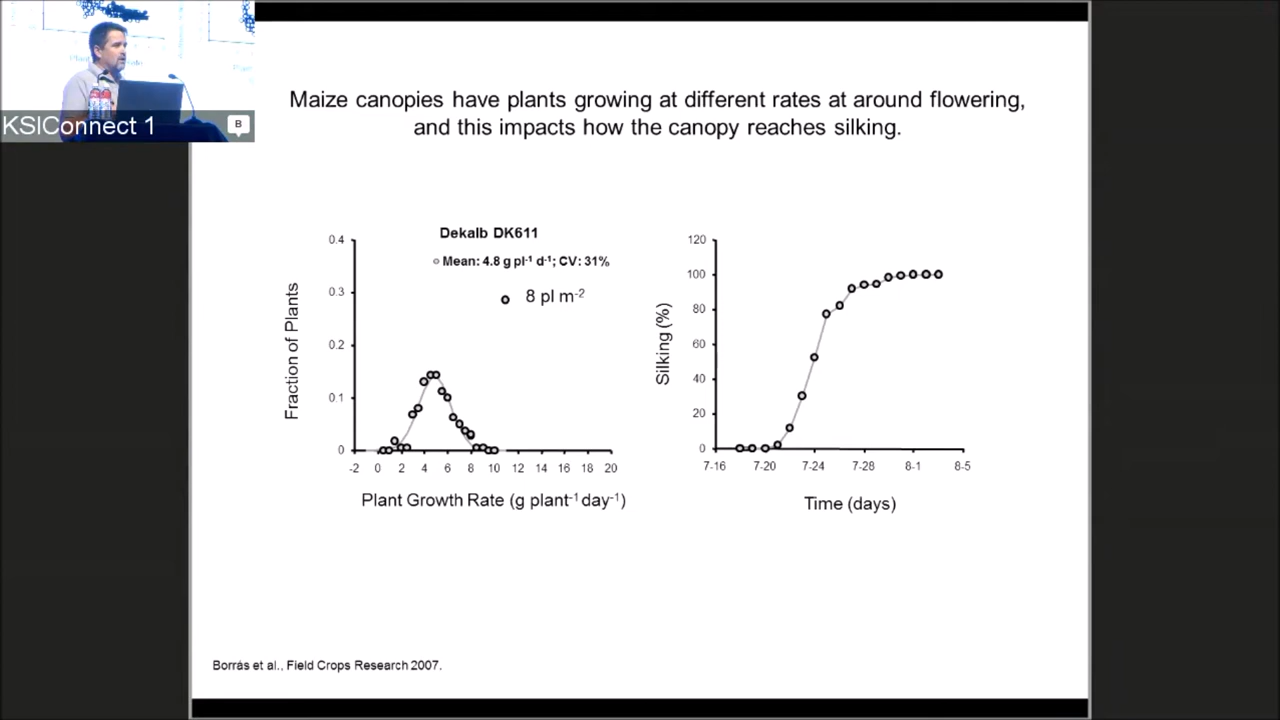 KSIConnect 1
B
Maize canopies have plants growing at different rates at around flowering,
and this impacts how the canopy reaches silking.
Dekalb DK611
Mean: 4.8 g pl⁻¹ d⁻¹; CV: 31%
8 pl m⁻²
Fraction of Plants
0.4
0.3
0.2
0.1
0
-2 0 2 4 6 8 10 12 14 16 18 20
Plant Growth Rate (g plant⁻¹ day⁻¹)
Silking (%)
120
100
80
60
40
20
0
7-16 7-20 7-24 7-28 8-1 8-5
Time (days)
Borrás et al., Field Crops Research 2007.